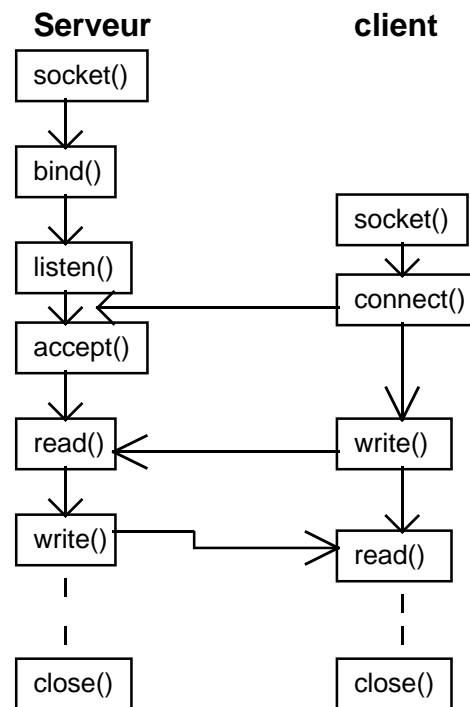 Serveur
client
socket()
bind()
listen()
accept()
read()
write()
close()
socket()
connect()
write()
read()
close()